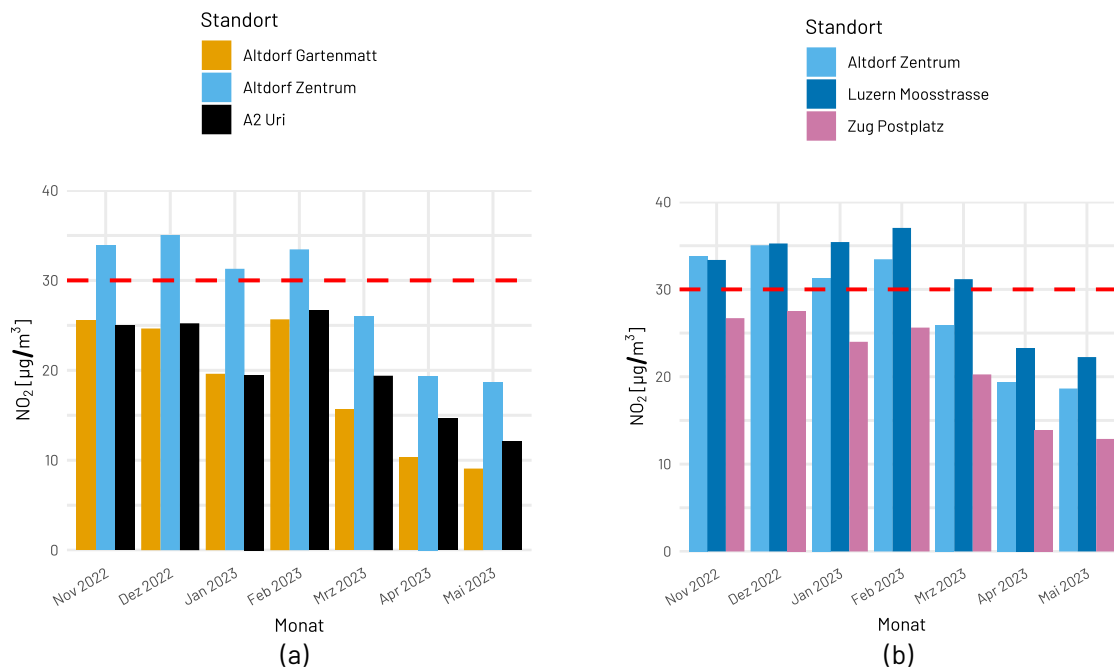 Standort
Altdorf Gartenmatt
Altdorf Zentrum
A2 Uri
40
30
20
10
0
NO₂ [µg/m³]
Nov 2022
Dez 2022
Jan 2023
Feb 2023
Mrz 2023
Apr 2023
Mai 2023
Monat
(a)
Standort
Altdorf Zentrum
Luzern Moosstrasse
Zug Postplatz
40
30
20
10
0
NO₂ [µg/m³]
Nov 2022
Dez 2022
Jan 2023
Feb 2023
Mrz 2023
Apr 2023
Mai 2023
Monat
(b)